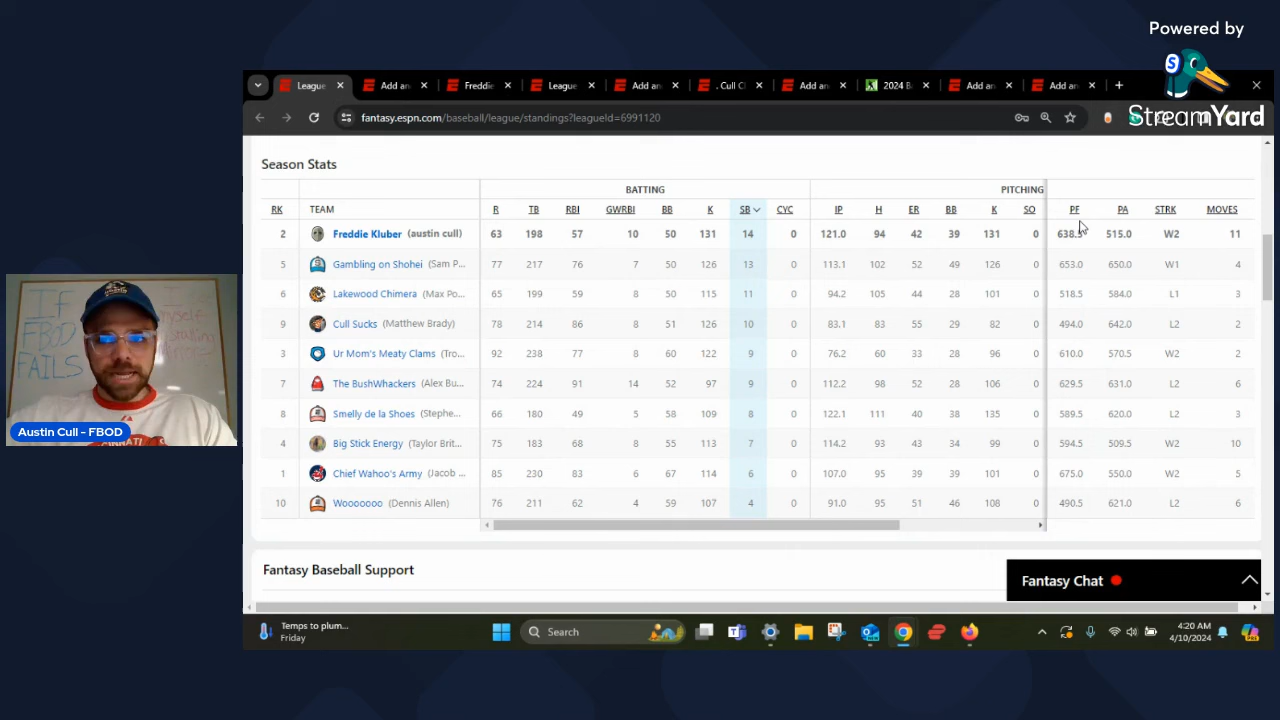 Powered by
StreamYard
League Add an Freddie League Add an . Cull Cl Add an 2024 B Add an Add an
fantasy.espn.com/baseball/league/standings?leagueId=6991120
Season Stats
BATTING PITCHING
RK TEAM R TB RBI GWRBI BB K SB CYC IP H ER BB K SO PF PA STRK MOVES
2 Freddie Kluber (austin cull) 63 198 57 10 50 131 14 0 121.0 94 42 39 131 0 638.5 515.0 W2 11
5 Gambling on Shohei (Sam P... 77 217 76 7 50 126 13 0 113.1 102 52 49 126 0 653.0 650.0 W1 4
6 Lakewood Chimera (Max Po... 65 199 59 8 50 115 11 0 94.2 105 44 28 101 0 518.5 584.0 L1 3
9 Cull Sucks (Matthew Brady) 78 214 86 8 51 126 10 0 83.1 83 55 29 82 0 494.0 642.0 L2 2
3 Ur Mom's Meaty Clams (Tro... 92 238 77 8 60 122 9 0 76.2 60 33 28 96 0 610.0 570.5 W2 2
7 The BushWhackers (Alex Bu... 74 224 91 14 52 97 9 0 112.2 98 52 28 106 0 629.5 631.0 L2 6
8 Smelly de la Shoes (Stephe... 66 180 49 5 58 109 8 0 122.1 111 40 38 135 0 589.5 620.0 L2 3
4 Big Stick Energy (Taylor Brit... 75 183 68 8 55 113 7 0 114.2 93 43 34 99 0 594.5 509.5 W2 10
1 Chief Wahoo's Army (Jacob ... 85 230 83 6 67 114 6 0 107.0 95 39 39 101 0 675.0 550.0 W2 5
10 Wooooooo (Dennis Allen) 76 211 62 4 59 107 4 0 91.0 95 51 46 108 0 490.5 621.0 L2 6
Fantasy Baseball Support
Fantasy Chat
If
FBOD
FAILS
Austin Cull - FBOD
Temps to plum...
Friday
Search
4:20 AM
4/10/2024